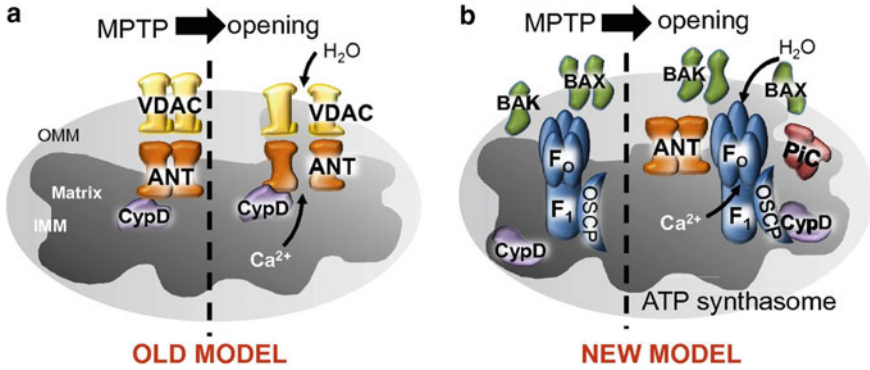 a
MPTP opening
H₂O
VDAC VDAC
OMM
ANT ANT
Matrix
CypD CypD
IMM
Ca²⁺
OLD MODEL
b
MPTP opening
H₂O
BAK BAX BAK BAX
ANT PiC
Fₒ Fₒ
F₁ OSCP F₁ OSCP
Ca²⁺
CypD CypD
ATP synthasome
NEW MODEL